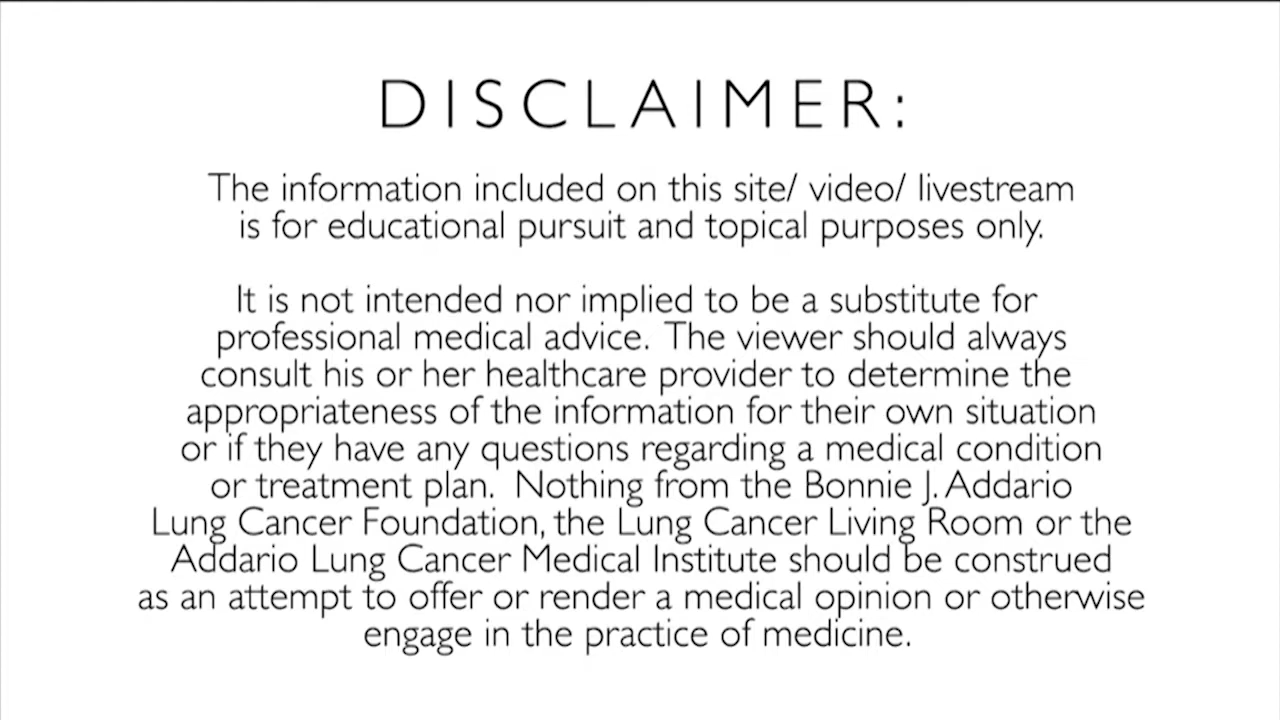 DISCLAIMER:
The information included on this site/ video/ livestream
is for educational pursuit and topical purposes only.
It is not intended nor implied to be a substitute for
professional medical advice. The viewer should always
consult his or her healthcare provider to determine the
appropriateness of the information for their own situation
or if they have any questions regarding a medical condition
or treatment plan. Nothing from the Bonnie J. Addario
Lung Cancer Foundation, the Lung Cancer Living Room or the
Addario Lung Cancer Medical Institute should be construed
as an attempt to offer or render a medical opinion or otherwise
engage in the practice of medicine.